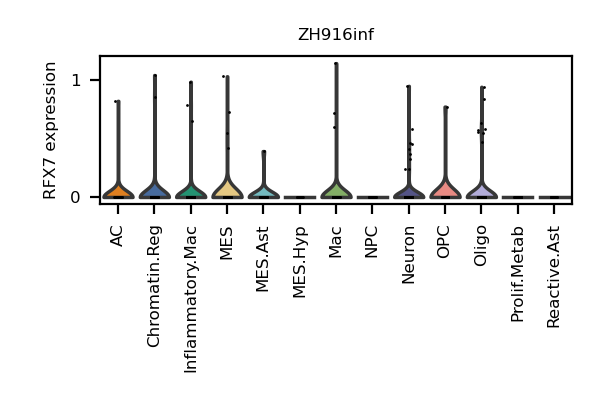 ZH916inf
RFX7 expression
1
0
AC
Chromatin.Reg
Inflammatory.Mac
MES
MES.Ast
MES.Hyp
Mac
NPC
Neuron
OPC
Oligo
Prolif.Metab
Reactive.Ast